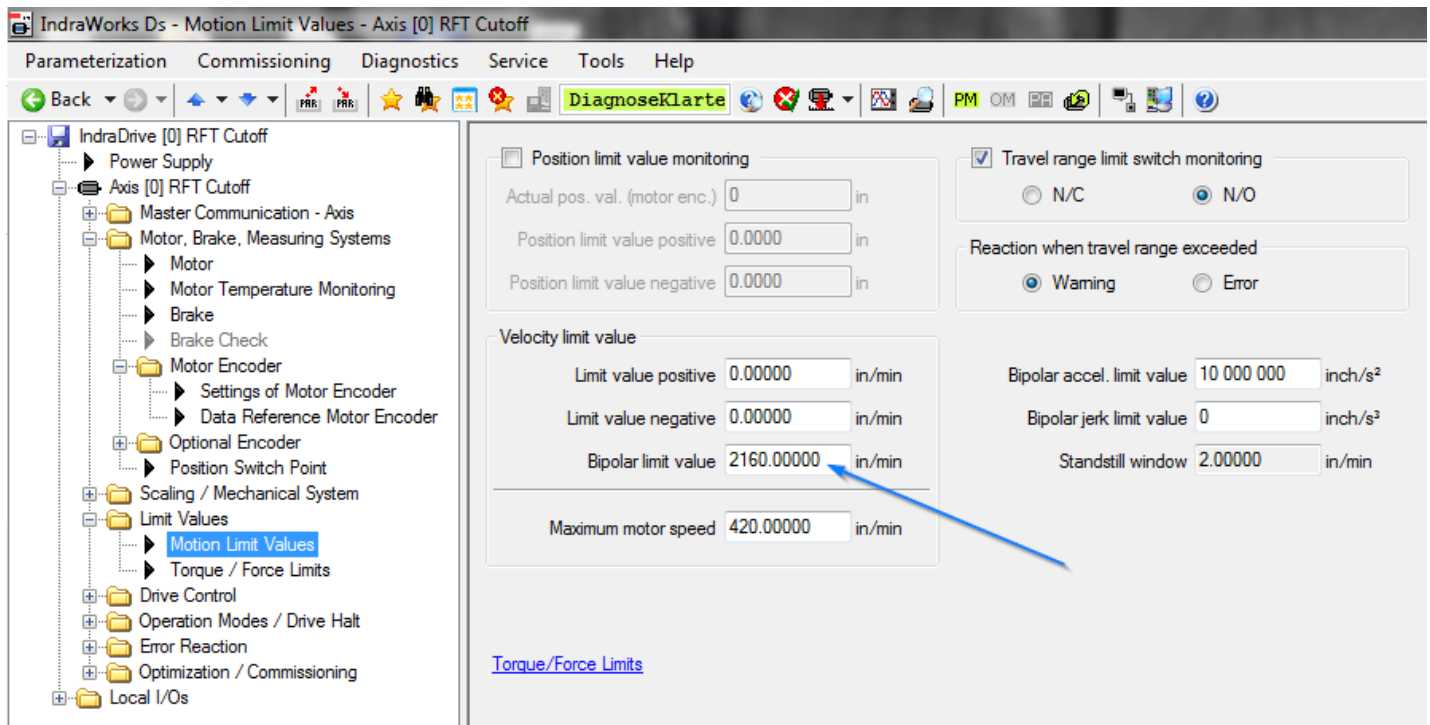 IndraWorks Ds - Motion Limit Values - Axis [0] RFT Cutoff
Parameterization Commissioning Diagnostics Service Tools Help
Back PAR PAR DiagnoseKlarte PM OM
IndraDrive [0] RFT Cutoff
Power Supply
Axis [0] RFT Cutoff
Master Communication - Axis
Motor, Brake, Measuring Systems
Motor
Motor Temperature Monitoring
Brake
Brake Check
Motor Encoder
Settings of Motor Encoder
Data Reference Motor Encoder
Optional Encoder
Position Switch Point
Scaling / Mechanical System
Limit Values
Motion Limit Values
Torque / Force Limits
Drive Control
Operation Modes / Drive Halt
Error Reaction
Optimization / Commissioning
Local I/Os
Position limit value monitoring
Actual pos. val. (motor enc.) 0 in
Position limit value positive 0.0000 in
Position limit value negative 0.0000 in
Travel range limit switch monitoring
N/C N/O
Reaction when travel range exceeded
Warning Error
Velocity limit value
Limit value positive 0.00000 in/min
Limit value negative 0.00000 in/min
Bipolar limit value 2160.00000 in/min
Maximum motor speed 420.00000 in/min
Bipolar accel. limit value 10 000 000 inch/s²
Bipolar jerk limit value 0 inch/s³
Standstill window 2.00000 in/min
Torque/Force Limits